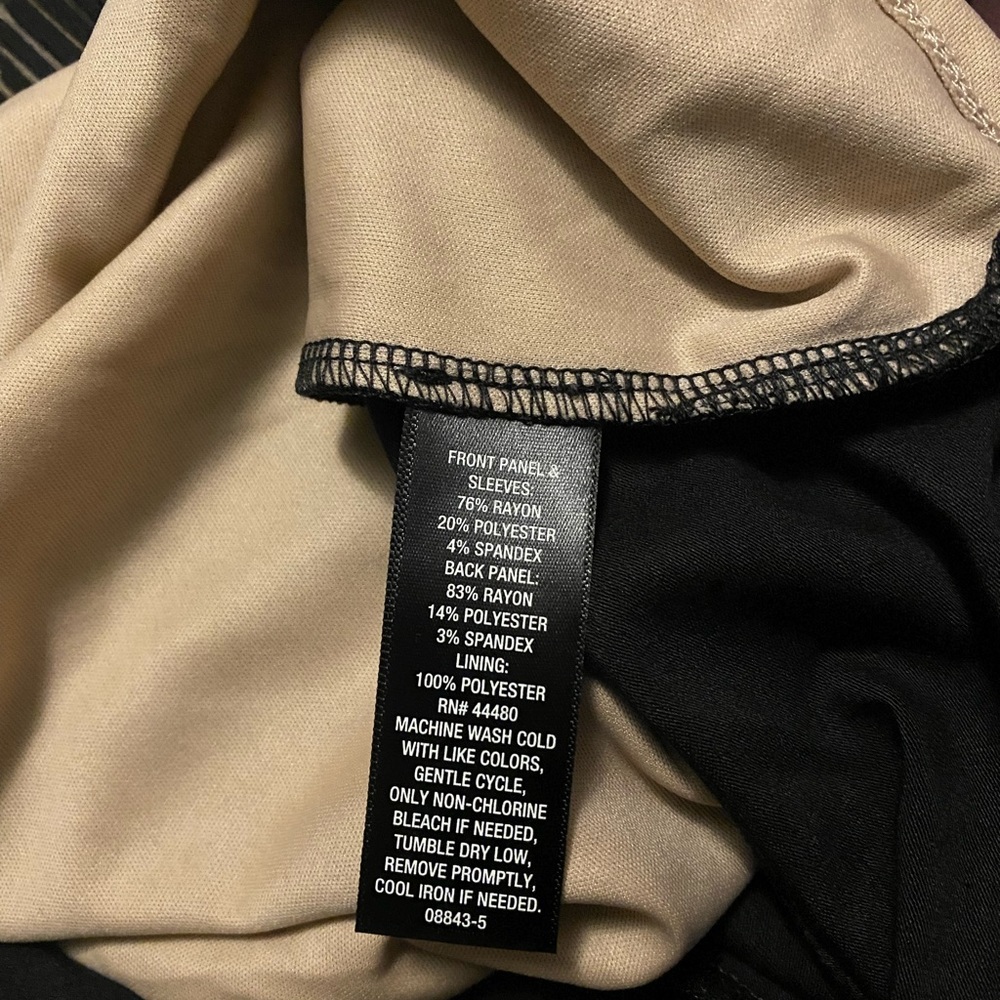 FRONT PANEL &
SLEEVES:
76% RAYON
20% POLYESTER
4% SPANDEX
BACK PANEL:
83% RAYON
14% POLYESTER
3% SPANDEX
LINING:
100% POLYESTER
RN# 44480
MACHINE WASH COLD
WITH LIKE COLORS,
GENTLE CYCLE,
ONLY NON-CHLORINE
BLEACH IF NEEDED,
TUMBLE DRY LOW,
REMOVE PROMPTLY,
COOL IRON IF NEEDED.
08843-5